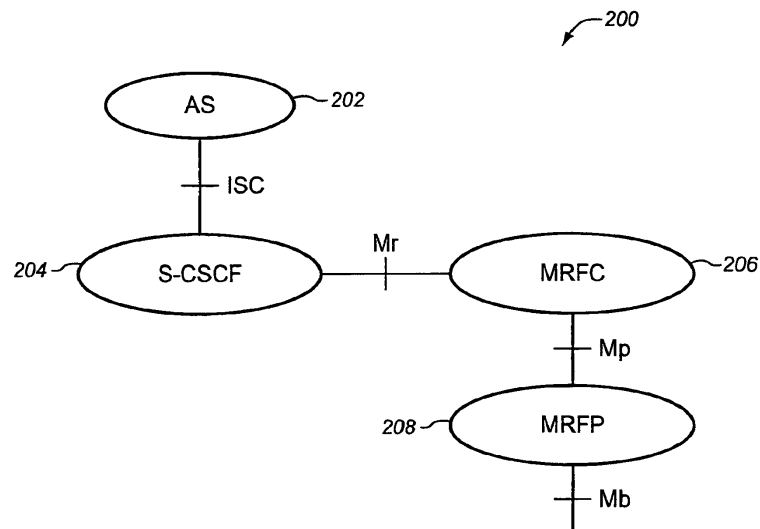 200
AS
202
ISC
204
S-CSCF
Mr
MRFC
206
Mp
208
MRFP
Mb